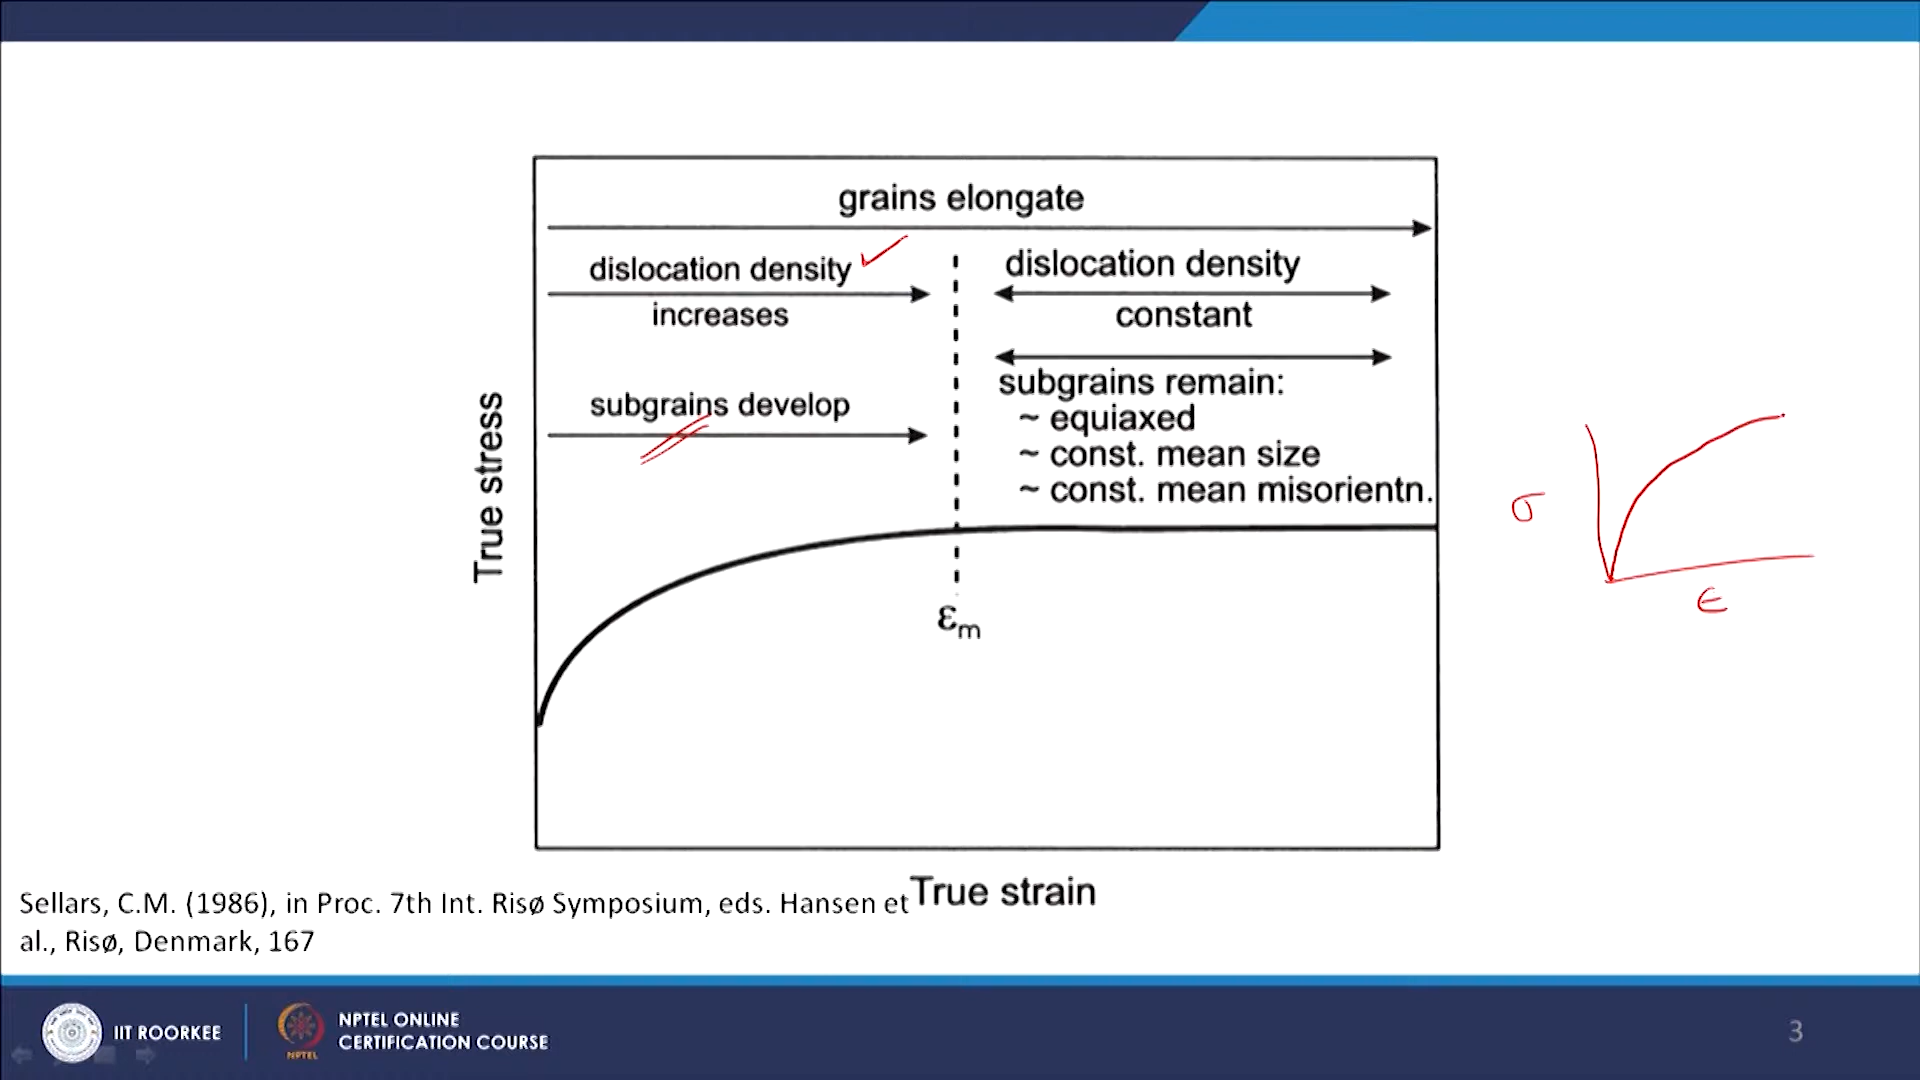 grains elongate
dislocation density
increases
dislocation density
constant
subgrains develop
subgrains remain:
~ equiaxed
~ const. mean size
~ const. mean misorientn.
True stress
εm
σ
ε
True strain
Sellars, C.M. (1986), in Proc. 7th Int. Risø Symposium, eds. Hansen et
al., Risø, Denmark, 167
IIT ROORKEE
NPTEL
NPTEL ONLINE
CERTIFICATION COURSE
3